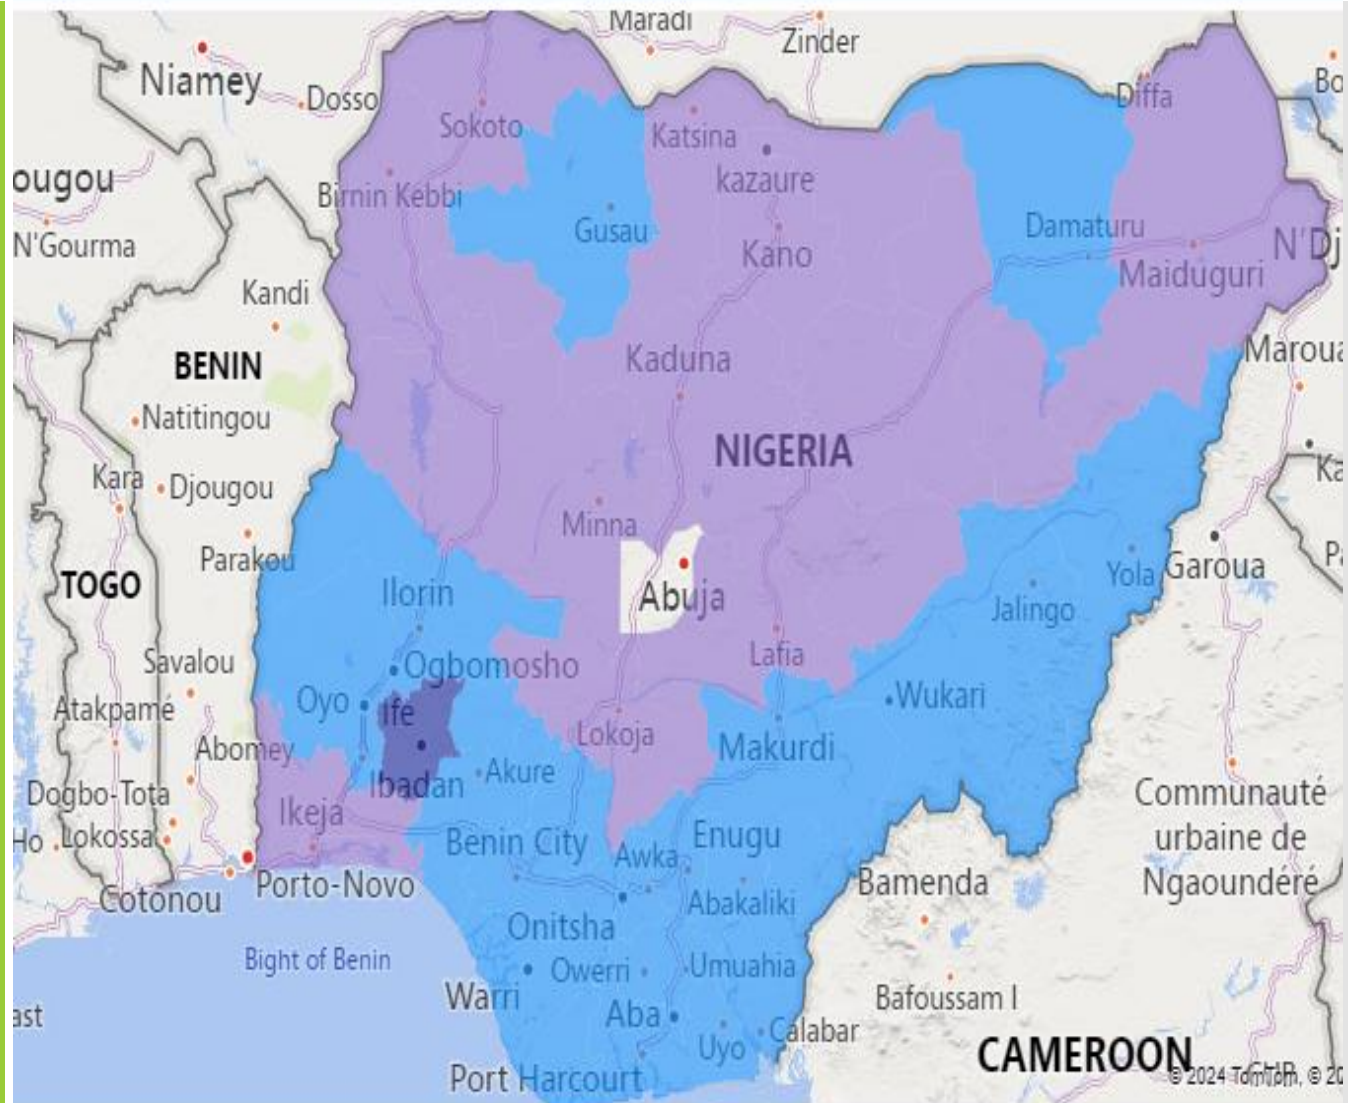 Maradi
Zinder
Niamey
Dosso
Bo
Diffa
Sokoto
Katsina
kazaure
ougou
Birnin Kebbi
Gusau
Damaturu
N'Gourma
Kano
N'Dj
Maiduguri
Kandi
Maroua
BENIN
Kaduna
Natitingou
NIGERIA
Kara
Djougou
Ka
Minna
Parakou
Garoua
TOGO
Ilorin
Abuja
Yola
Jalingo
Savalou
Ogbomosho
Lafia
Oyo
Ife
Wukari
Atakpamé
Lokoja
Makurdi
Abomey
Akure
Ibadan
Dogbo-Tota
Ikeja
Communauté
urbaine de
Ngaoundéré
Ho
Lokossa
Benin City
Enugu
Awka
Cotonou
Porto-Novo
Bamenda
Abakaliki
Onitsha
Bight of Benin
Owerri
Umuahia
Warri
Bafoussam I
ast
Aba
Calabar
Uyo
CAMEROON
Port Harcourt
© 2024 TomTom, © 20